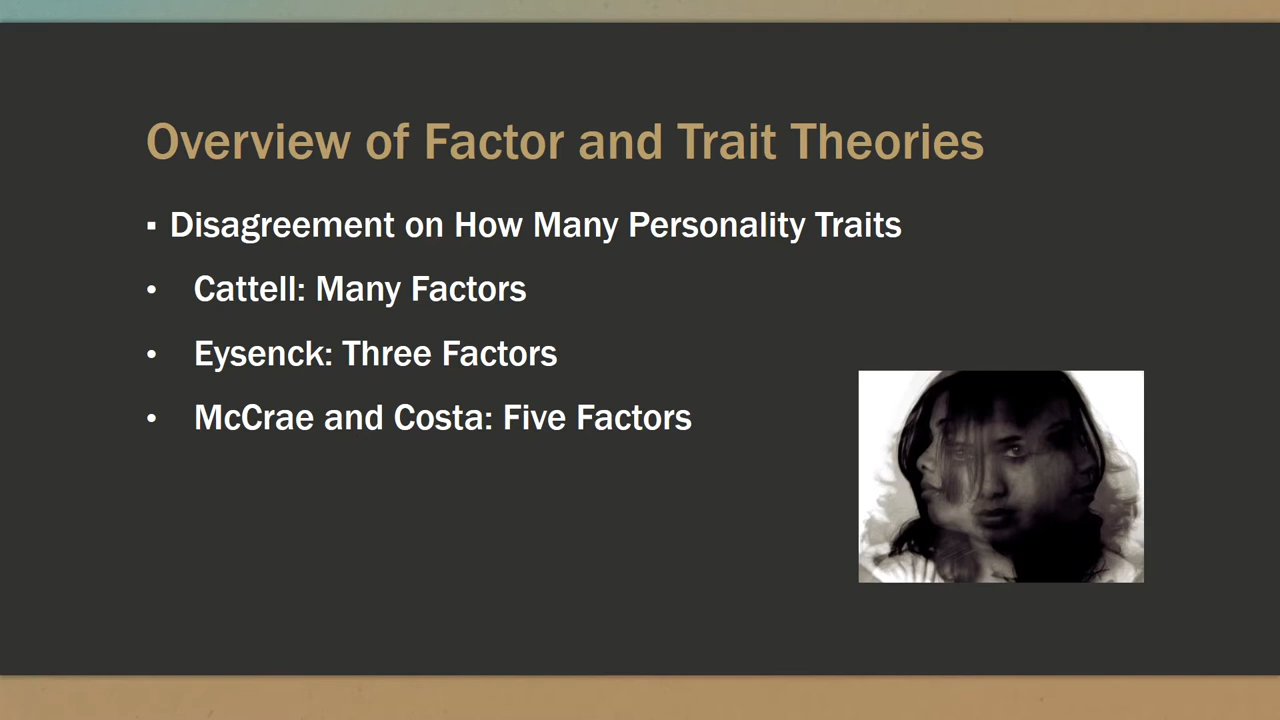 Overview of Factor and Trait Theories
▪ Disagreement on How Many Personality Traits
• Cattell: Many Factors
• Eysenck: Three Factors
• McCrae and Costa: Five Factors